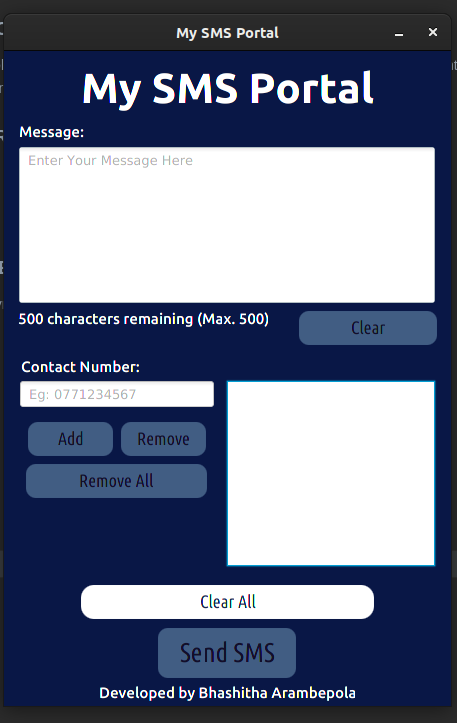 My SMS Portal
My SMS Portal
Message:
Enter Your Message Here
500 characters remaining (Max. 500)
Clear
Contact Number:
Eg: 0771234567
Add
Remove
Remove All
Clear All
Send SMS
Developed by Bhashitha Arambepola